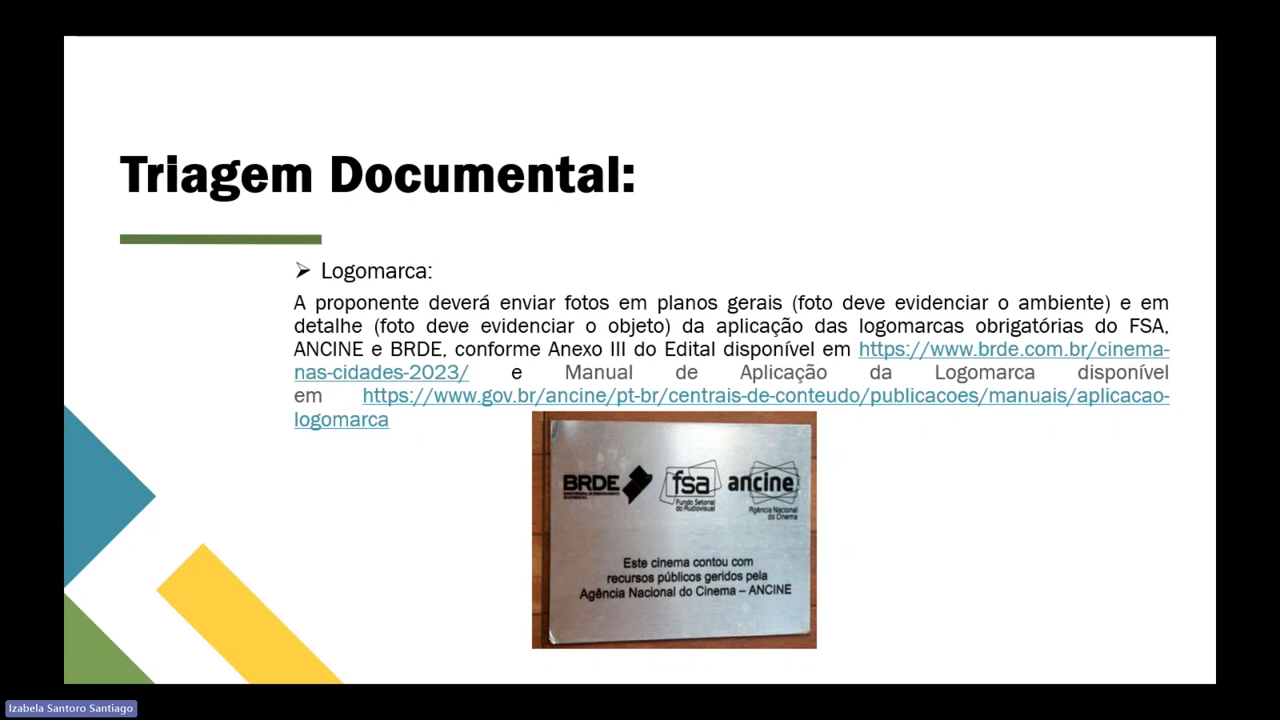 Triagem Documental:
➢ Logomarca:
A proponente deverá enviar fotos em planos gerais (foto deve evidenciar o ambiente) e em
detalhe (foto deve evidenciar o objeto) da aplicação das logomarcas obrigatórias do FSA,
ANCINE e BRDE, conforme Anexo III do Edital disponível em https://www.brde.com.br/cinema-
nas-cidades-2023/ e Manual de Aplicação da Logomarca disponível
em https://www.gov.br/ancine/pt-br/centrais-de-conteudo/publicacoes/manuais/aplicacao-
logomarca
BRDE fsa ancine
Fundo Setorial
do Audiovisual
Agência Nacional
do Cinema
Este cinema contou com
recursos públicos geridos pela
Agência Nacional do Cinema – ANCINE
Izabela Santoro Santiago